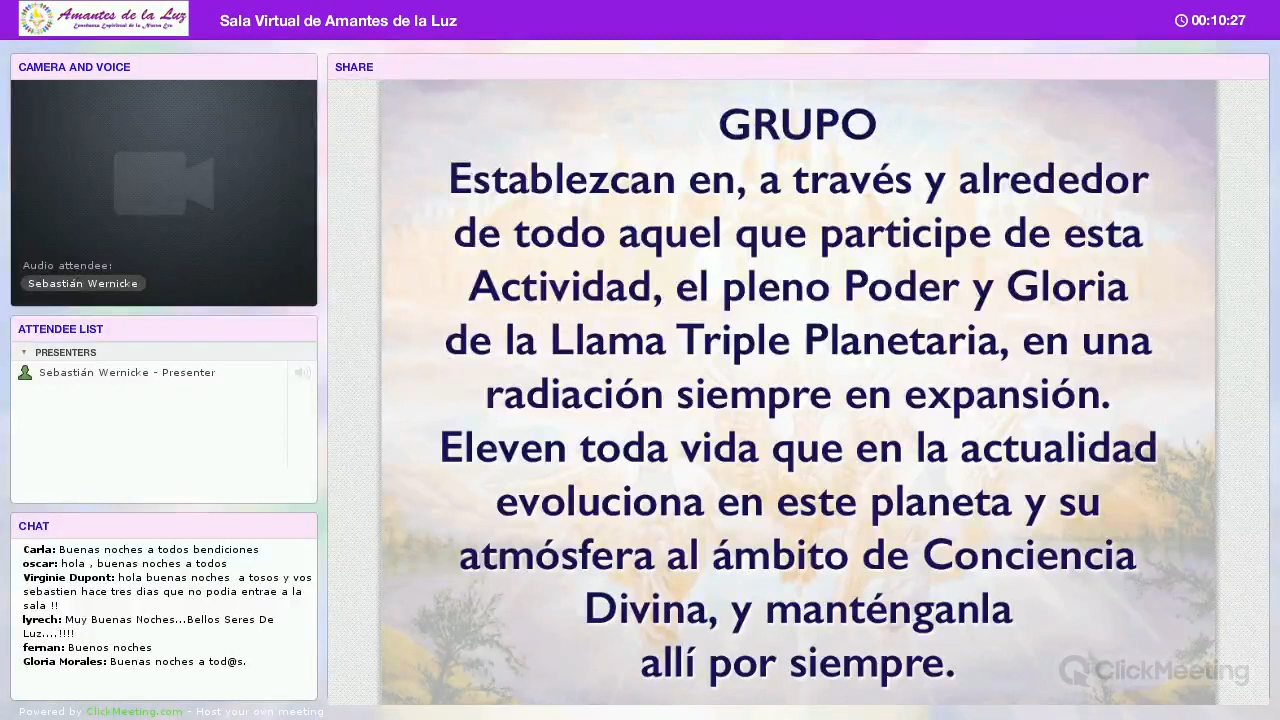 Amantes de la Luz
Enseñanza Espiritual de la Nueva Era
Sala Virtual de Amantes de la Luz
00:10:27
CAMERA AND VOICE
Audio attendee:
Sebastián Wernicke
ATTENDEE LIST
PRESENTERS
Sebastián Wernicke - Presenter
CHAT
Carla: Buenas noches a todos bendiciones
oscar: hola , buenas noches a todos
Virginie Dupont: hola buenas noches a tosos y vos
sebastien hace tres dias que no podia entrae a la
sala !!
lyrech: Muy Buenas Noches...Bellos Seres De
Luz....!!!!
fernan: Buenos noches
Gloria Morales: Buenas noches a tod@s.
SHARE
GRUPO
Establezcan en, a través y alrededor
de todo aquel que participe de esta
Actividad, el pleno Poder y Gloria
de la Llama Triple Planetaria, en una
radiación siempre en expansión.
Eleven toda vida que en la actualidad
evoluciona en este planeta y su
atmósfera al ámbito de Conciencia
Divina, y manténganla
allí por siempre.
ClickMeeting
Powered by ClickMeeting.com - Host your own meeting